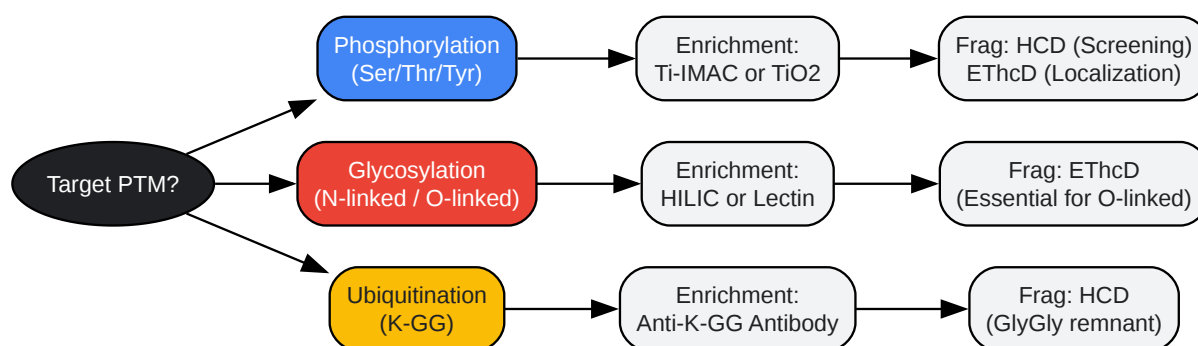 Target PTM?
Phosphorylation
(Ser/Thr/Tyr)
Enrichment:
Ti-IMAC or TiO2
Frag: HCD (Screening)
EThcD (Localization)
Glycosylation
(N-linked / O-linked)
Enrichment:
HILIC or Lectin
Frag: EThcD
(Essential for O-linked)
Ubiquitination
(K-GG)
Enrichment:
Anti-K-GG Antibody
Frag: HCD
(GlyGly remnant)